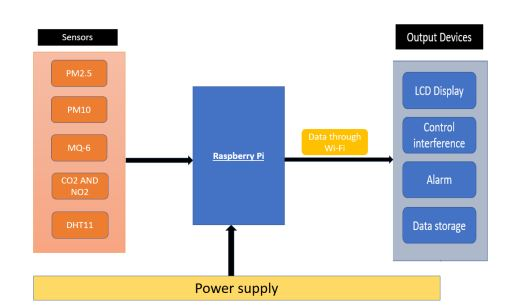 Sensors
Output Devices
PM2.5
PM10
MQ-6
CO2 AND
NO2
DHT11
Raspberry Pi
Data through
Wi-Fi
LCD Display
Control
interference
Alarm
Data storage
Power supply